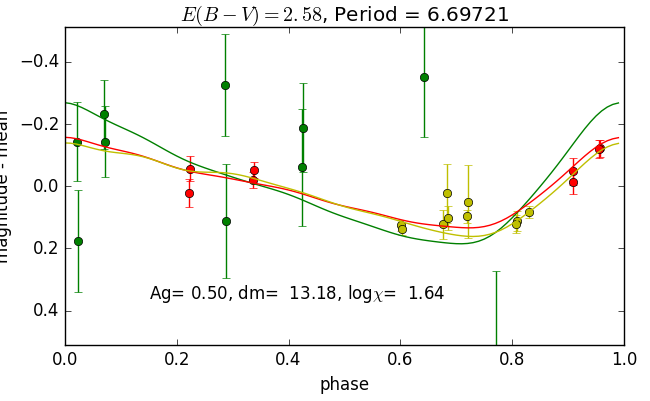 E(B − V) = 2.58, Period = 6.69721
magnitude - mean
−0.4
−0.2
0.0
0.2
0.4
Ag= 0.50, dm= 13.18, logχ= 1.64
0.0 0.2 0.4 0.6 0.8 1.0
phase